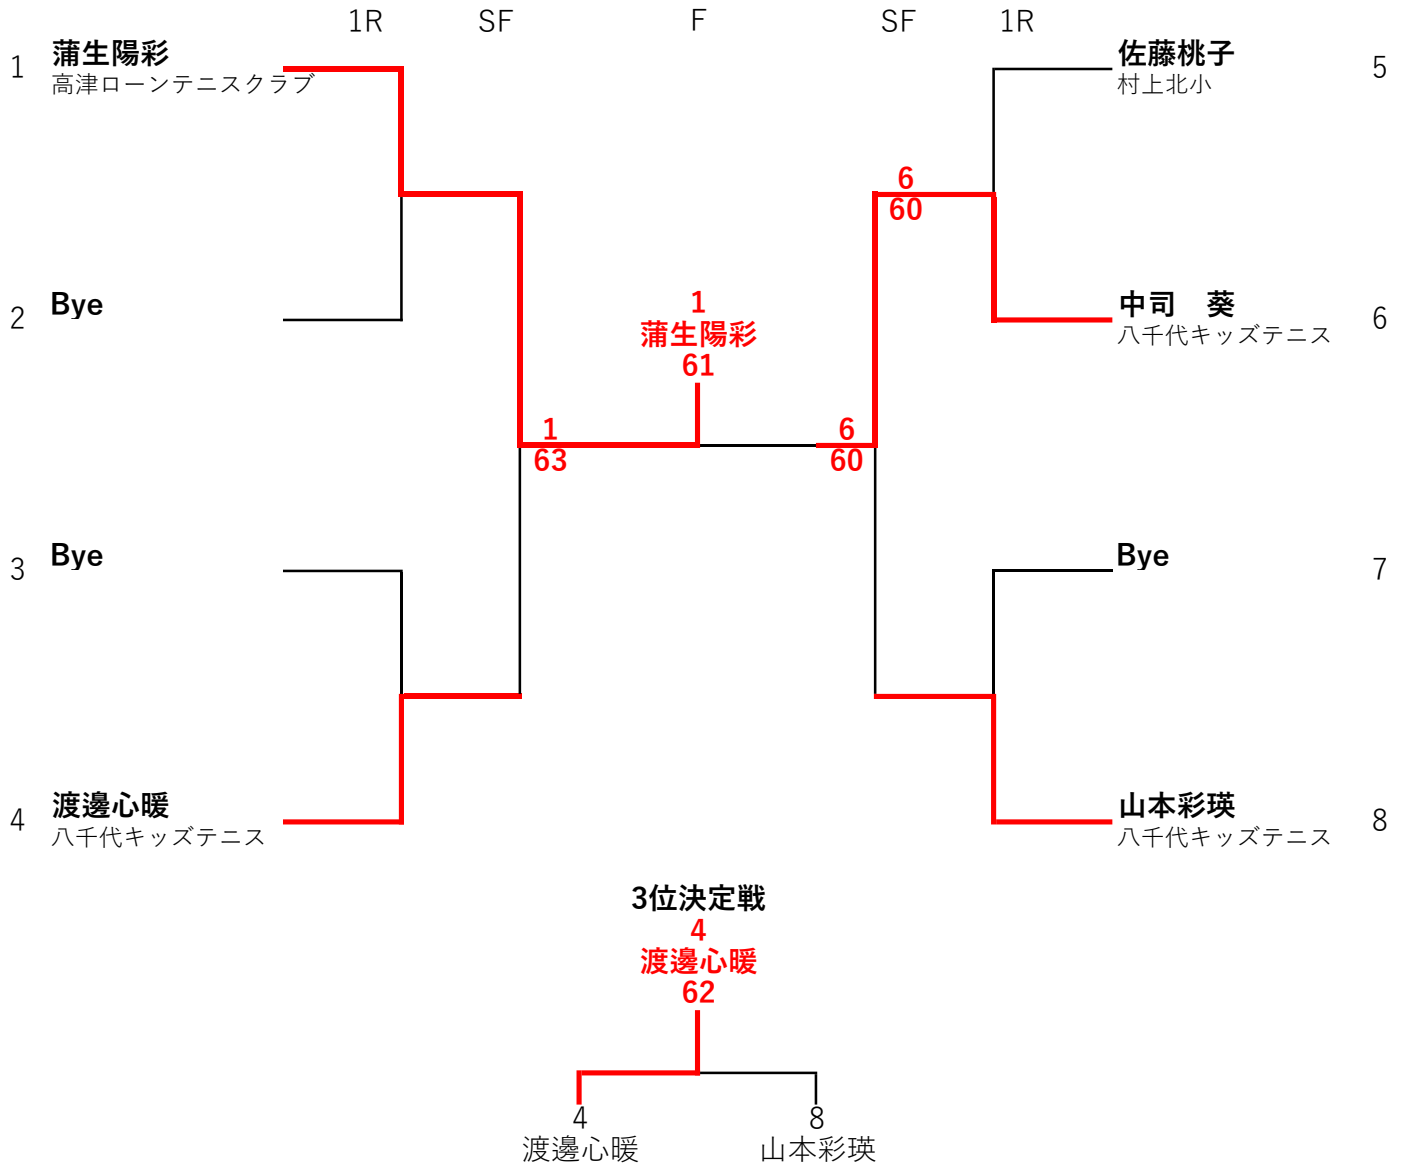 1R SF F SF 1R
1 蒲生陽彩
高津ローンテニスクラブ
佐藤桃子 5
村上北小
6
60
2 Bye
1
蒲生陽彩
61
中司　葵 6
八千代キッズテニス
1
63
6
60
3 Bye
Bye 7
4 渡邊心暖
八千代キッズテニス
山本彩瑛 8
八千代キッズテニス
3位決定戦
4
渡邊心暖
62
4 8
渡邊心暖 山本彩瑛